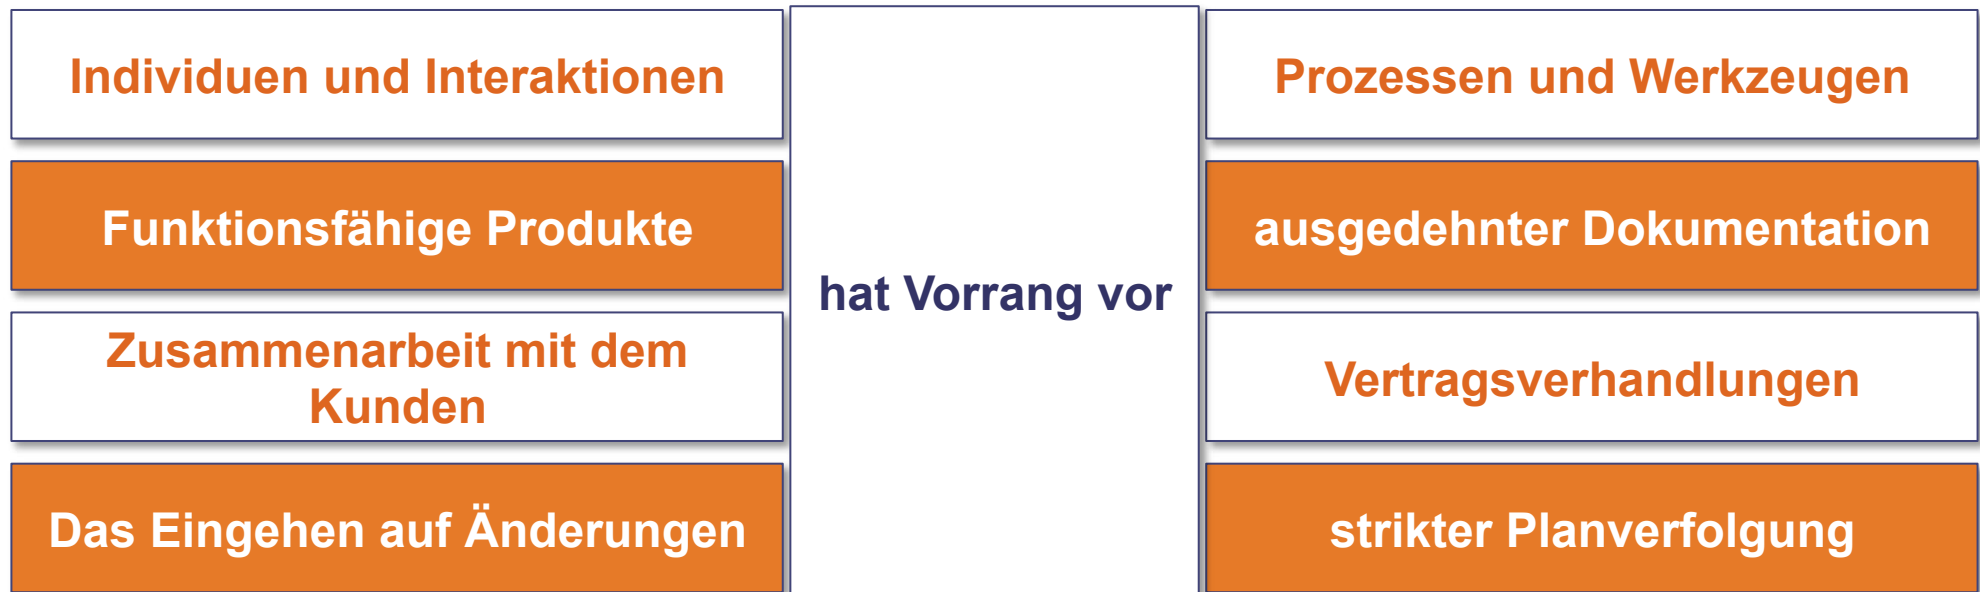 Individuen und Interaktionen
Funktionsfähige Produkte
Zusammenarbeit mit dem
Kunden
Das Eingehen auf Änderungen
hat Vorrang vor
Prozessen und Werkzeugen
ausgedehnter Dokumentation
Vertragsverhandlungen
strikter Planverfolgung